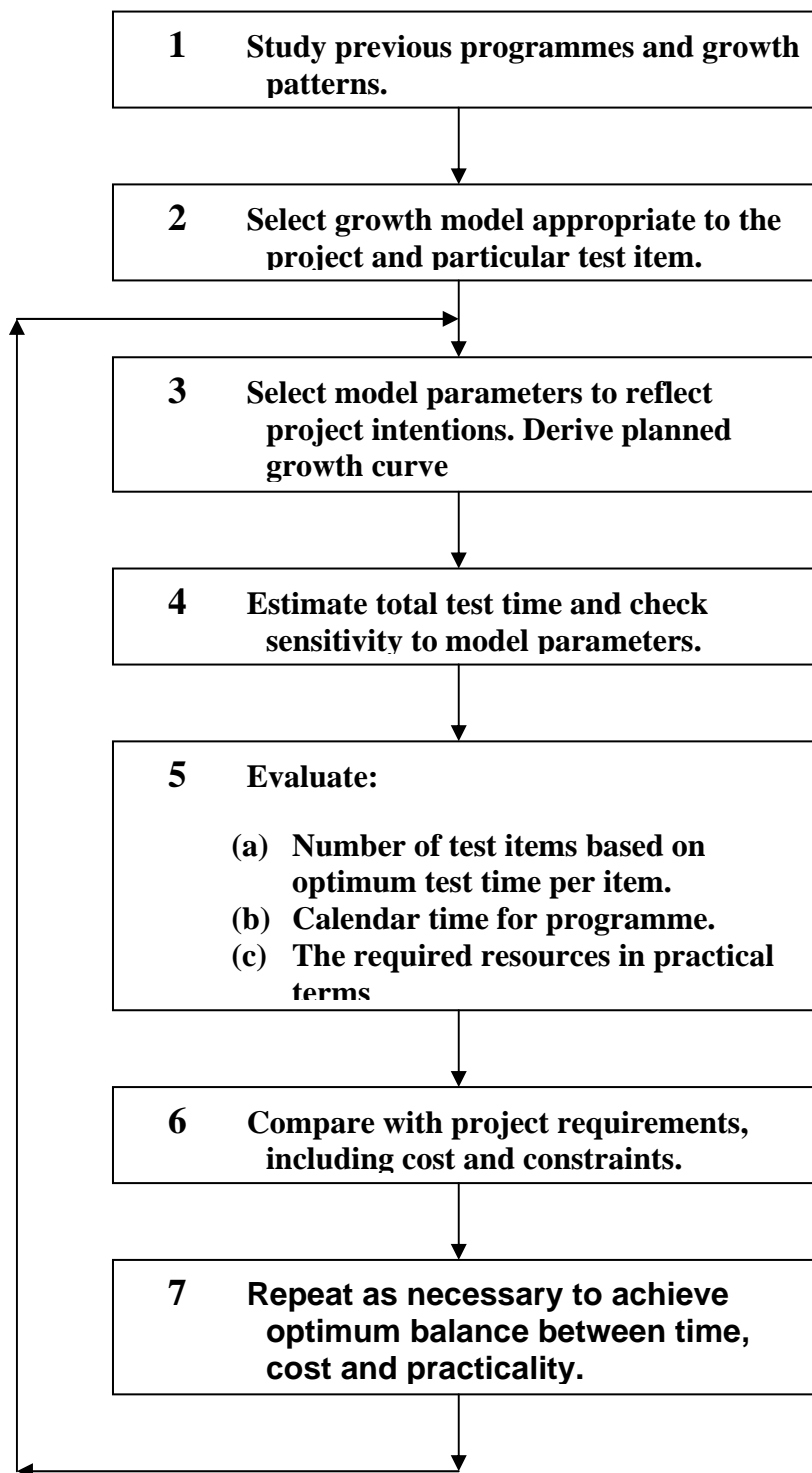 1 Study previous programmes and growth
patterns.
2 Select growth model appropriate to the
project and particular test item.
3 Select model parameters to reflect
project intentions. Derive planned
growth curve
4 Estimate total test time and check
sensitivity to model parameters.
5 Evaluate:
(a) Number of test items based on
optimum test time per item.
(b) Calendar time for programme.
(c) The required resources in practical
terms
6 Compare with project requirements,
including cost and constraints.
7 Repeat as necessary to achieve
optimum balance between time,
cost and practicality.